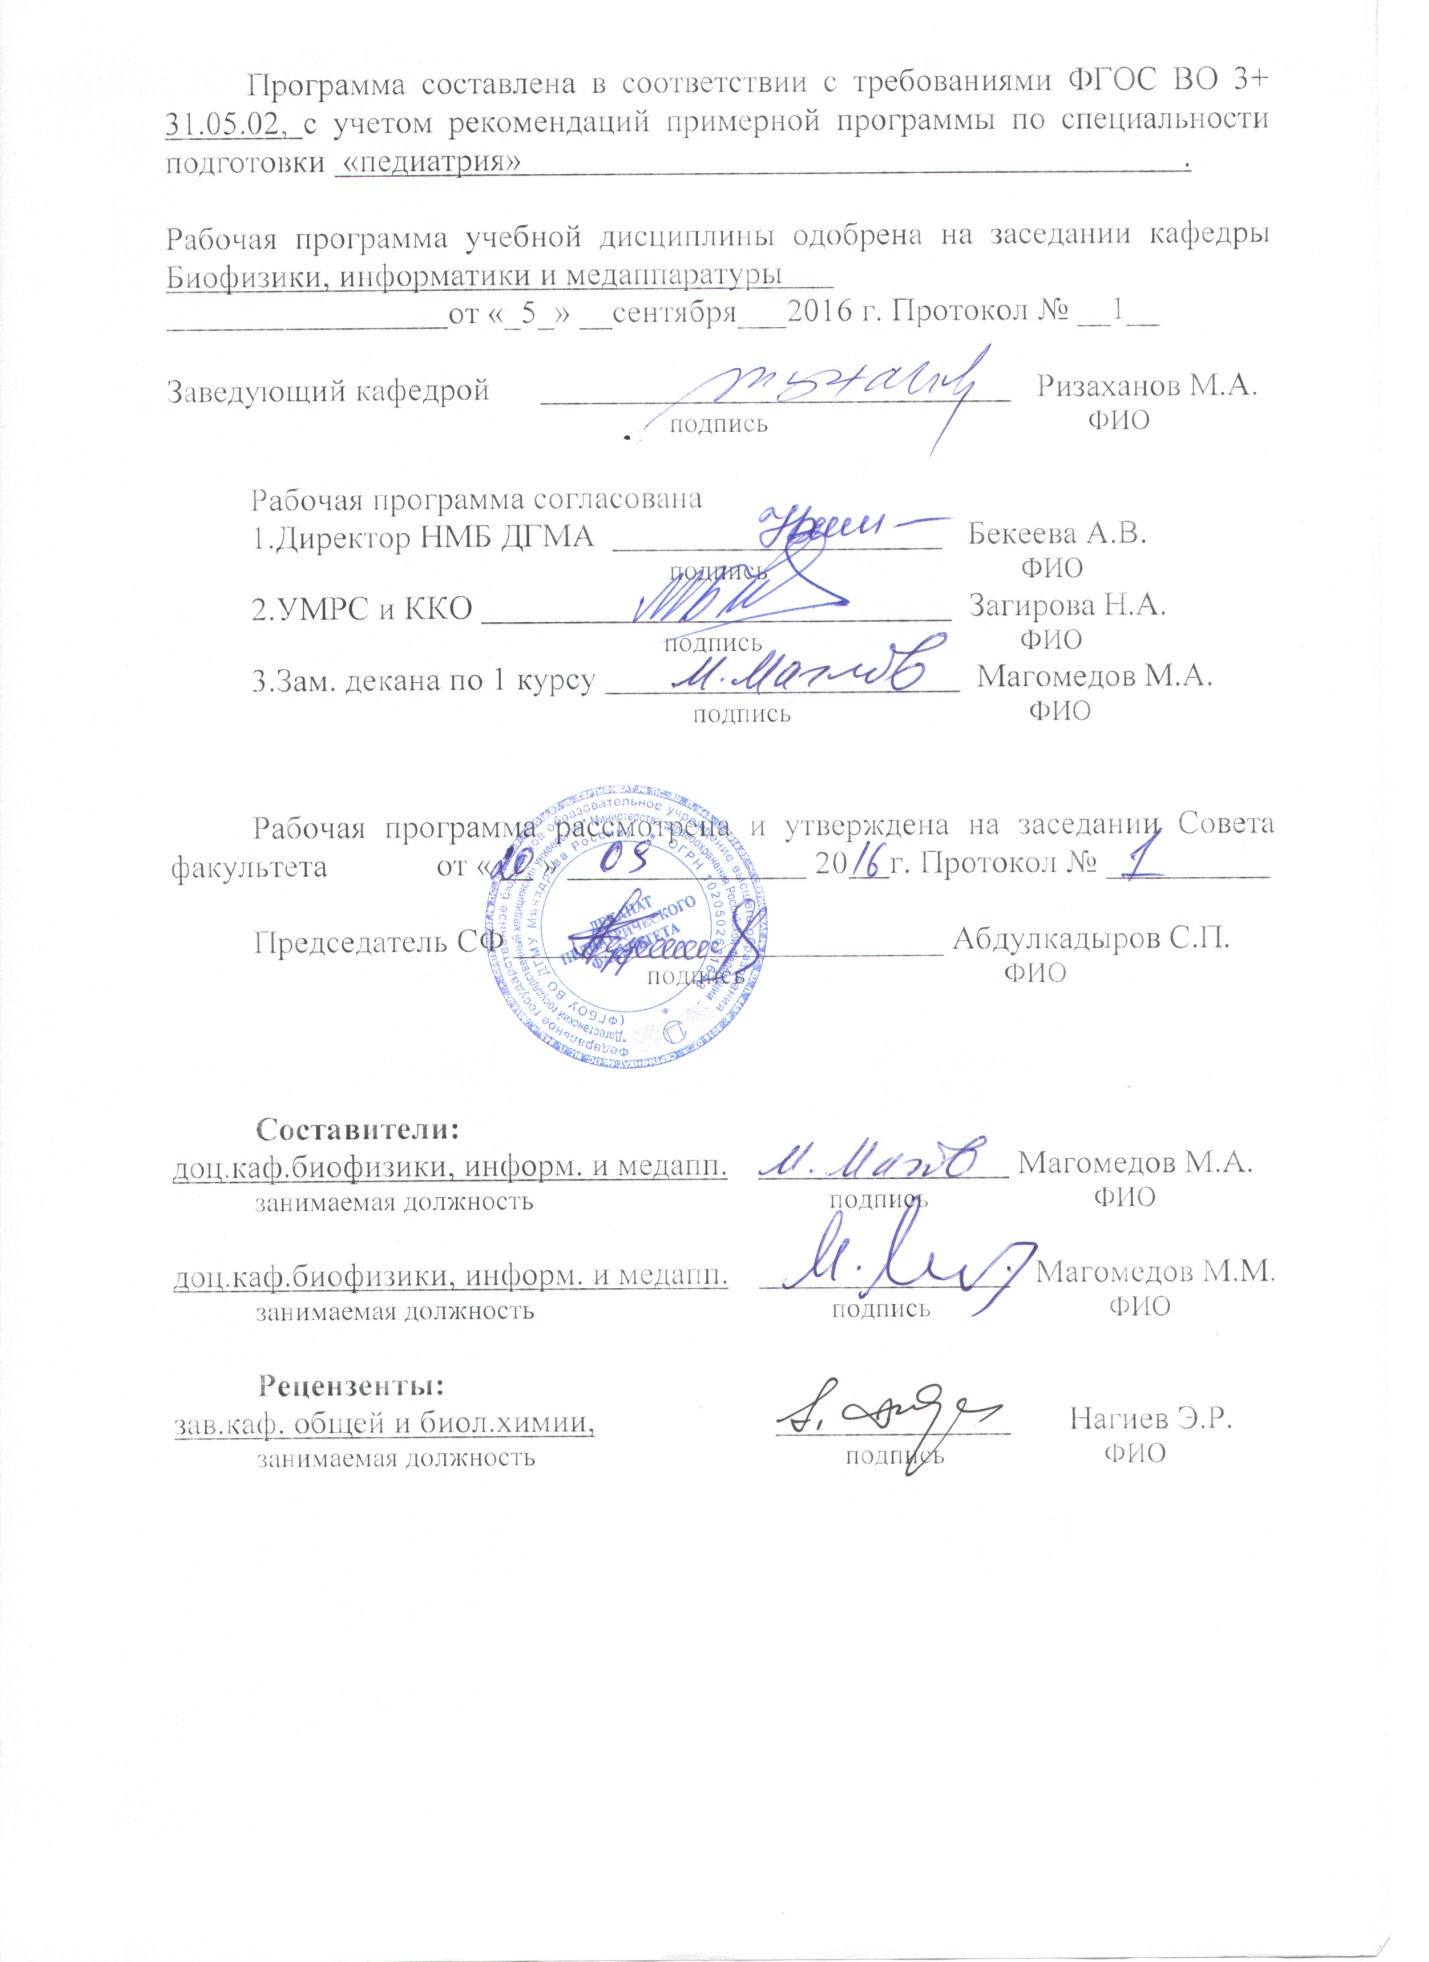 Программа составлена в соответствии с требованиями ФГОС ВО 3+
31.05.02, с учетом рекомендаций примерной программы по специальности
подготовки «педиатрия» .
Рабочая программа учебной дисциплины одобрена на заседании кафедры
Биофизики, информатики и медаппаратуры
от «_5_» __сентября___2016 г. Протокол № __1__
Заведующий кафедрой Ризаханов М.А.
подпись ФИО
Рабочая программа согласована
1.Директор НМБ ДГМА Бекеева А.В.
подпись ФИО
2.УМРС и ККО Загирова Н.А.
подпись ФИО
3.Зам. декана по 1 курсу Магомедов М.А.
подпись ФИО
Рабочая программа рассмотрена и утверждена на заседании Совета
факультета от «10» 09 2016 г. Протокол № 1
Председатель СФ Абдулкадыров С.П.
подпись ФИО
ДЕКАНАТ
ПЕДИАТРИЧЕСКОГО
ФАКУЛЬТЕТА
Составители:
доц.каф.биофизики, информ. и медапп. Магомедов М.А.
занимаемая должность подпись ФИО
доц.каф.биофизики, информ. и медапп. Магомедов М.М.
занимаемая должность подпись ФИО
Рецензенты:
зав.каф. общей и биол.химии, Нагиев Э.Р.
занимаемая должность подпись ФИО